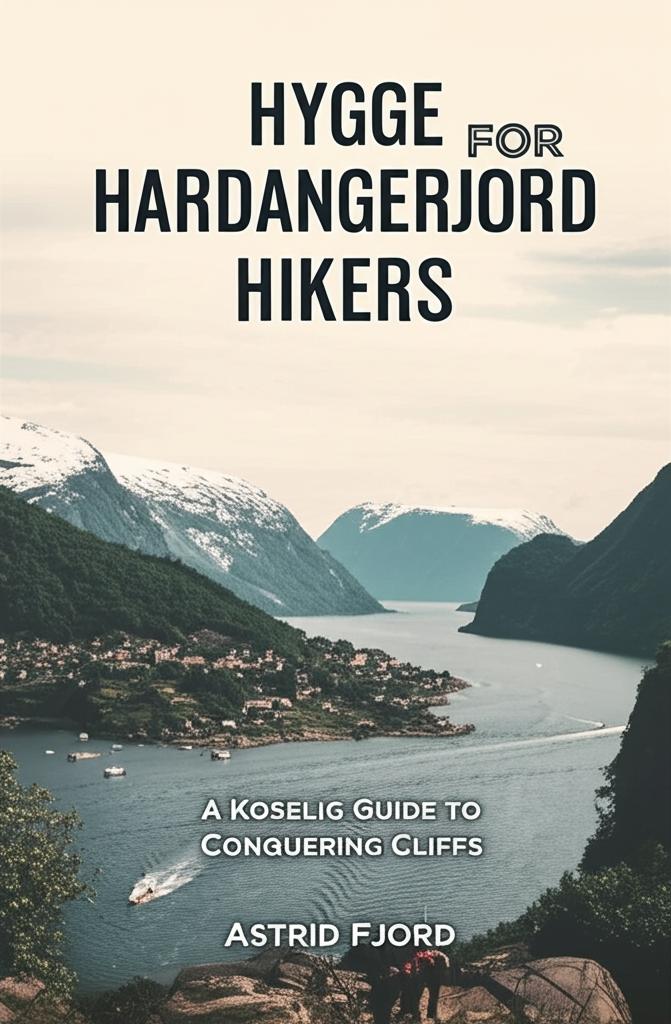 HYGGE FOR
HARDANGERJORD
HIKERS
A Koselig Guide to
Conquering Cliffs
Astrid Fjord